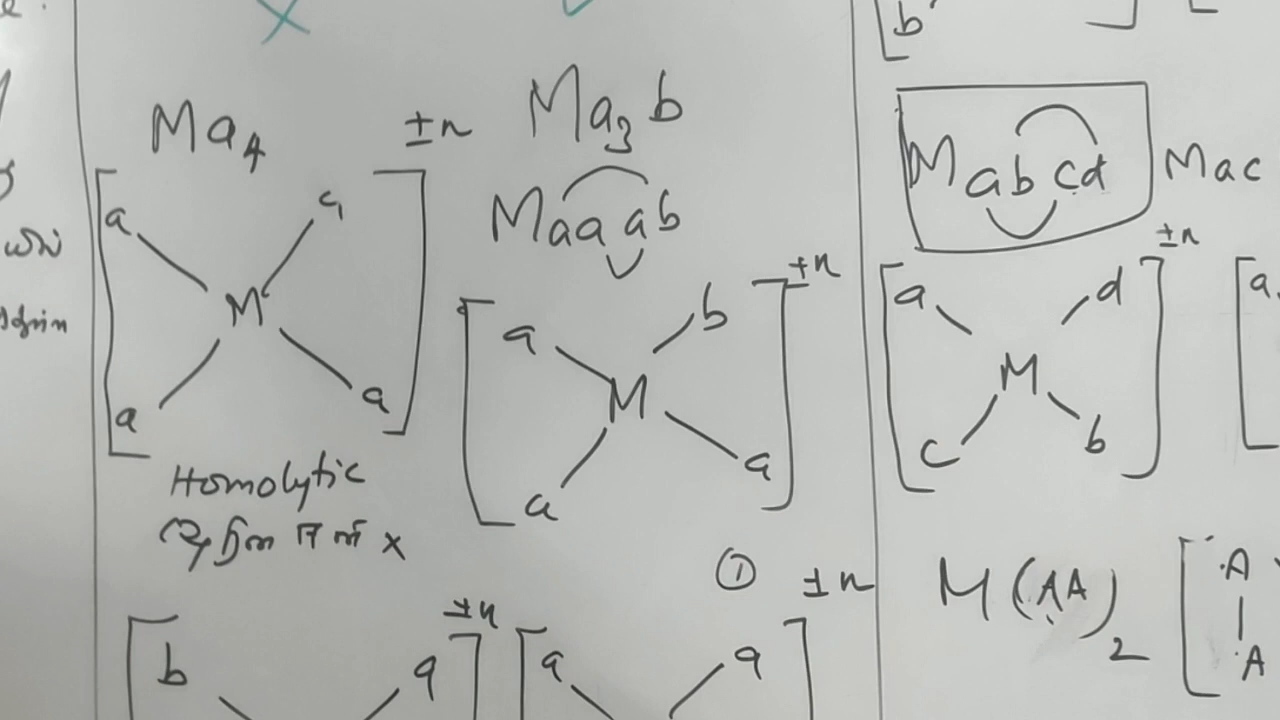 Ma₄
±n
a a
M
a a
Homolytic
x
Ma₃b
Maaab
±n
a b
M
a a
①
±n
b a
±n
a a
b
Mabcd
Mac
±n
a d
M
c b
a
M(AA)₂
A
A